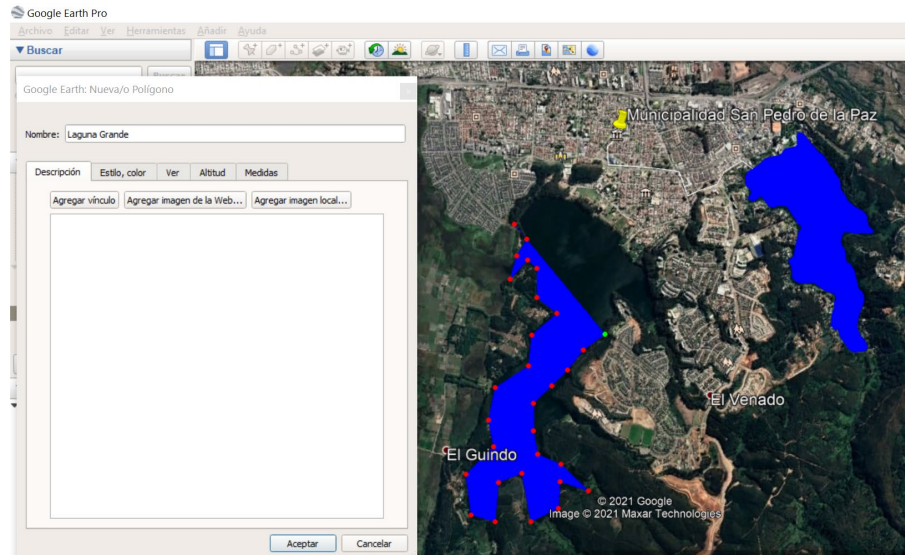 Google Earth Pro
Archivo Editar Ver Herramientas Añadir Ayuda
▼ Buscar
Buscar
Google Earth: Nueva/o Polígono
Nombre: Laguna Grande
Descripción Estilo, color Ver Altitud Medidas
Agregar vínculo Agregar imagen de la Web... Agregar imagen local...
Aceptar Cancelar
Municipalidad San Pedro de la Paz
El Venado
El Guindo
© 2021 Google
Image © 2021 Maxar Technologies